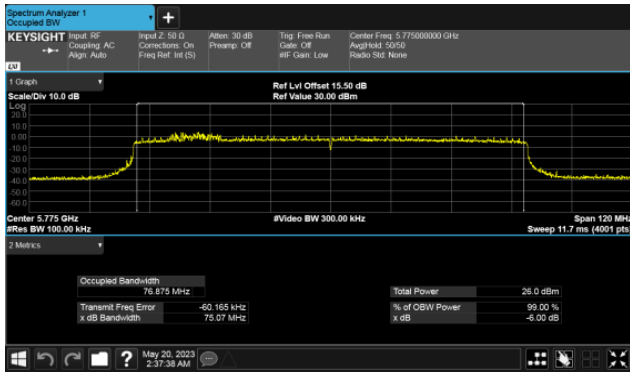 Spectrum Analyzer 1
Occupied BW
KEYSIGHT
Input: RF
Coupling: AC
Align: Auto
Input Z: 50 Ω
Corrections: On
Freq Ref: Int (S)
Atten: 30 dB
Preamp: Off
Trig: Free Run
Gate: Off
#IF Gain: Low
Center Freq: 5.775000000 GHz
Avg|Hold: 50/50
Radio Std: None
LXI
1 Graph
Scale/Div 10.0 dB
Ref Lvl Offset 15.50 dB
Ref Value 30.00 dBm
Log
20.0
10.0
0.00
-10.0
-20.0
-30.0
-40.0
-50.0
-60.0
Center 5.775 GHz
#Res BW 100.00 kHz
#Video BW 300.00 kHz
Span 120 MHz
Sweep 11.7 ms (4001 pts)
2 Metrics
Occupied Bandwidth
76.875 MHz
Transmit Freq Error -60.165 kHz
x dB Bandwidth 75.07 MHz
Total Power 26.0 dBm
% of OBW Power 99.00 %
x dB -6.00 dB
?
May 20, 2023
2:37:38 AM